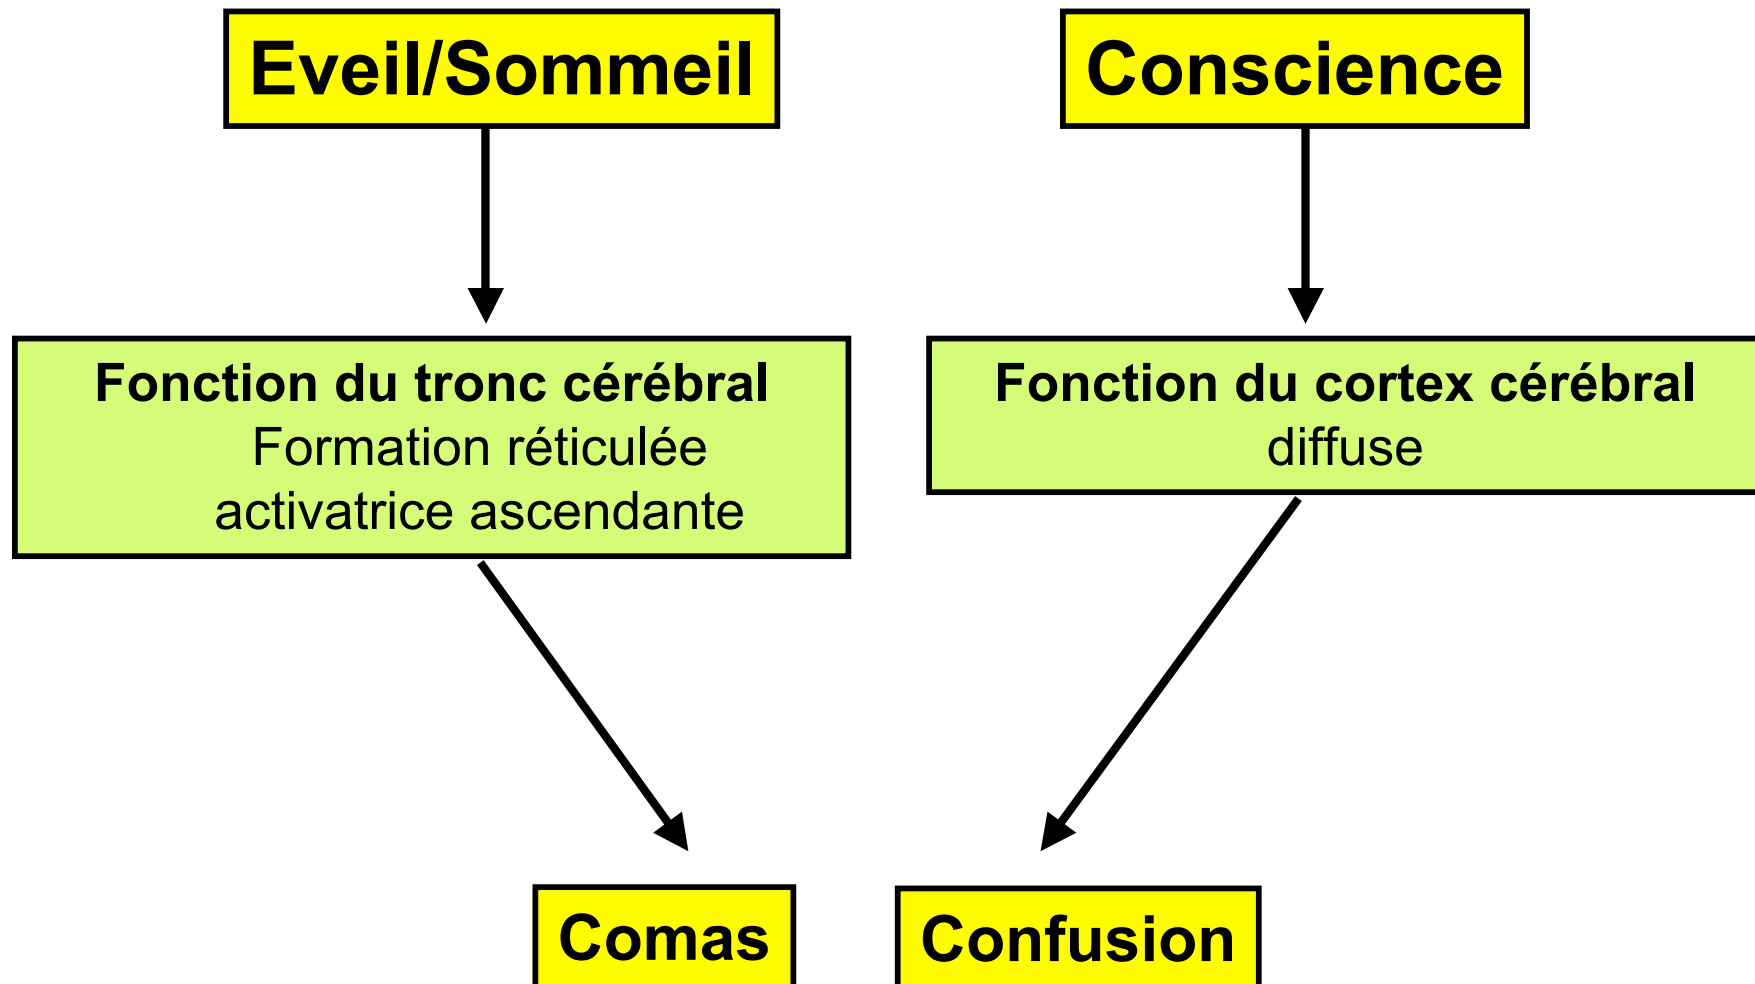 Eveil/Sommeil
Conscience
Fonction du tronc cérébral
Formation réticulée
activatrice ascendante
Fonction du cortex cérébral
diffuse
Comas
Confusion